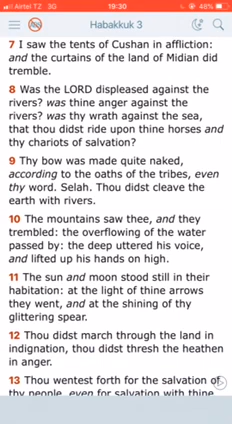 Airtel TZ 3G 19:30 48%
Habakkuk 3
7 I saw the tents of Cushan in affliction:
and the curtains of the land of Midian did
tremble.
8 Was the LORD displeased against the
rivers? was thine anger against the
rivers? was thy wrath against the sea,
that thou didst ride upon thine horses and
thy chariots of salvation?
9 Thy bow was made quite naked,
according to the oaths of the tribes, even
thy word. Selah. Thou didst cleave the
earth with rivers.
10 The mountains saw thee, and they
trembled: the overflowing of the water
passed by: the deep uttered his voice,
and lifted up his hands on high.
11 The sun and moon stood still in their
habitation: at the light of thine arrows
they went, and at the shining of thy
glittering spear.
12 Thou didst march through the land in
indignation, thou didst thresh the heathen
in anger.
13 Thou wentest forth for the salvation of
thy people, even for salvation with thine